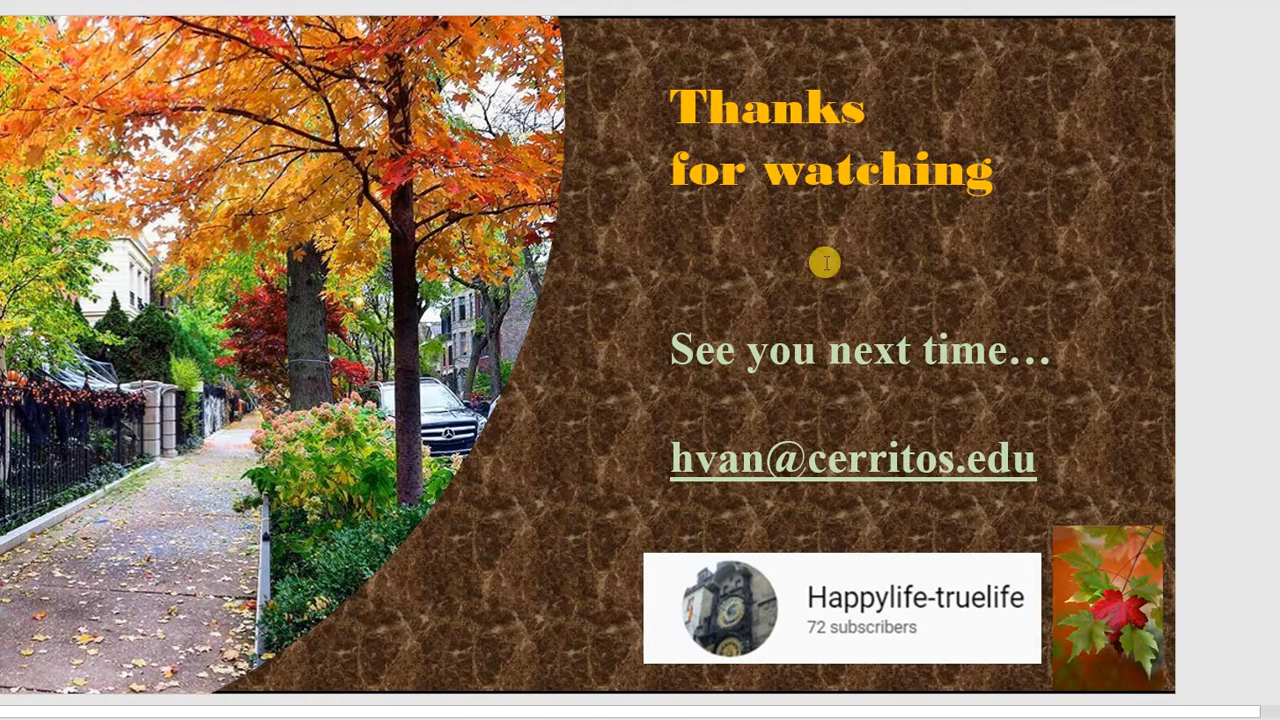 Thanks
for watching
See you next time…
hvan@cerritos.edu
Happylife-truelife
72 subscribers